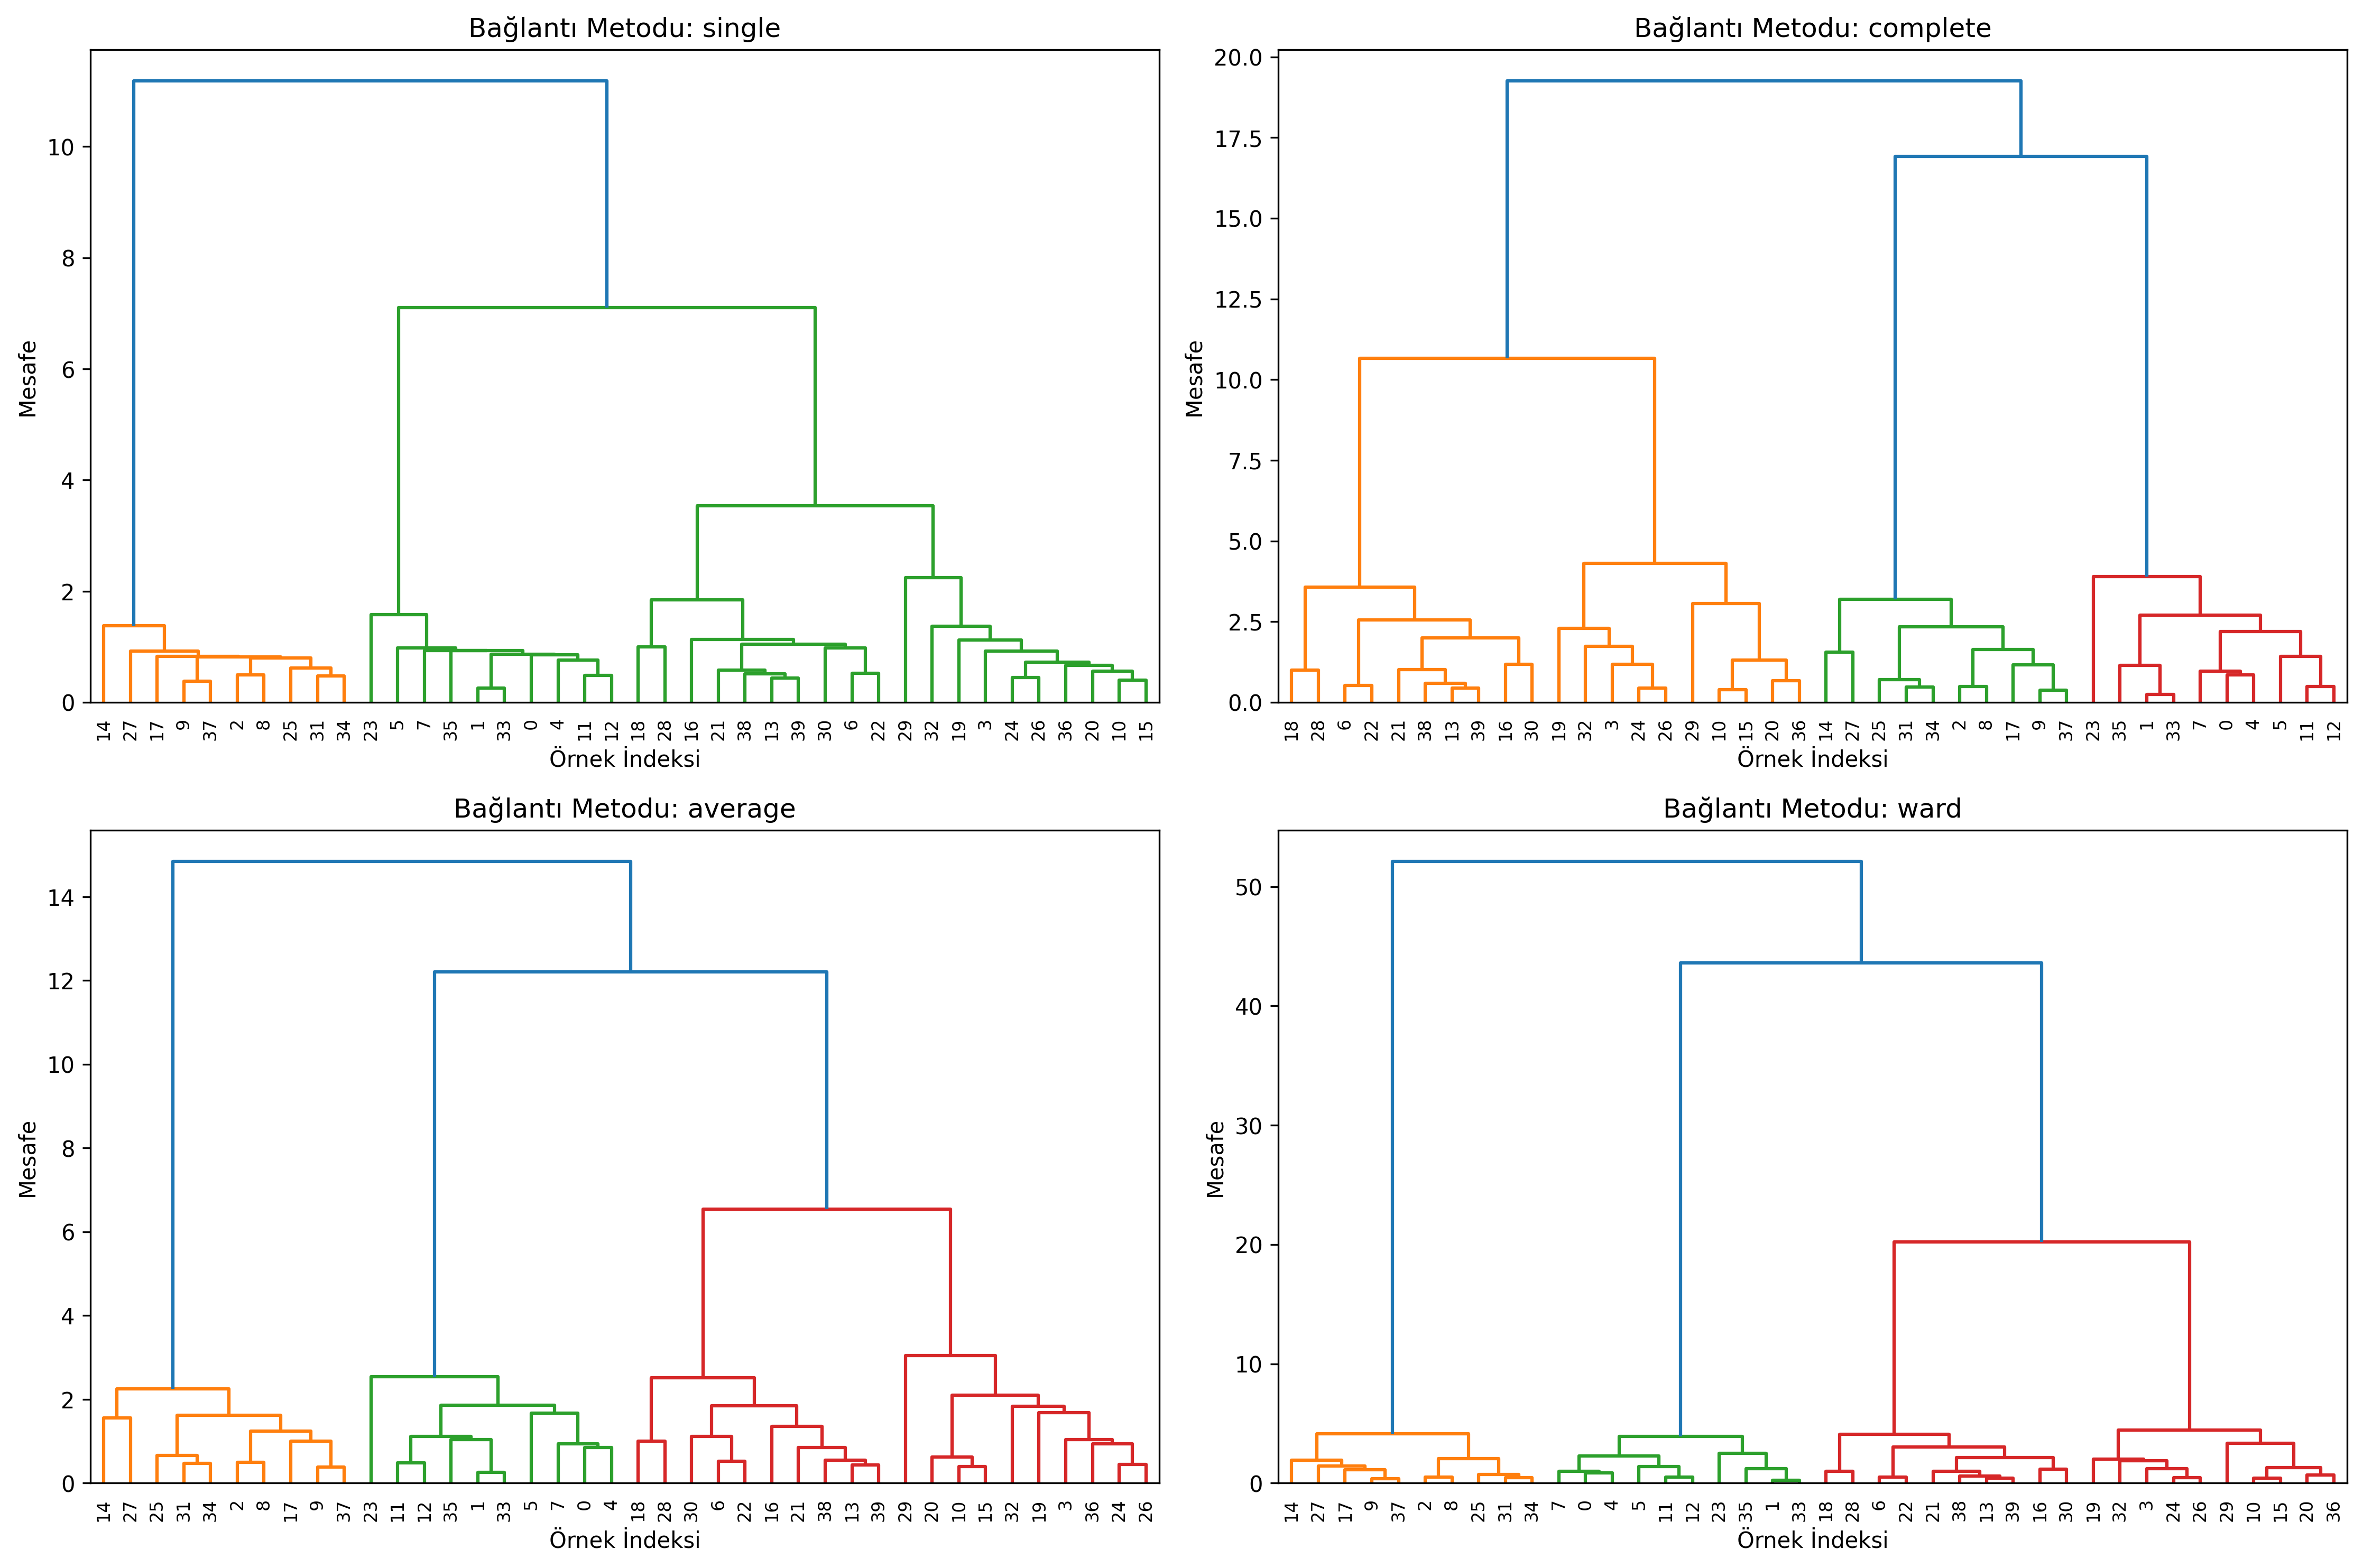 Bağlantı Metodu: single
10
8
6
4
2
0
Mesafe
14 27 17 9 37 2 8 25 31 34 23 5 7 35 1 33 0 4 11 12 18 28 16 21 38 13 39 30 6 22 29 32 19 3 24 26 36 20 10 15
Örnek İndeksi
Bağlantı Metodu: complete
20.0
17.5
15.0
12.5
10.0
7.5
5.0
2.5
0.0
Mesafe
18 28 6 22 21 38 13 39 16 30 19 32 3 24 26 29 10 15 20 36 14 27 25 31 34 2 8 17 9 37 23 35 1 33 7 0 4 5 11 12
Örnek İndeksi
Bağlantı Metodu: average
14
12
10
8
6
4
2
0
Mesafe
14 27 25 31 34 2 8 17 9 37 23 11 12 35 1 33 5 7 0 4 18 28 30 6 22 16 21 38 13 39 29 20 10 15 32 19 3 36 24 26
Örnek İndeksi
Bağlantı Metodu: ward
50
40
30
20
10
0
Mesafe
14 27 17 9 37 2 8 25 31 34 7 0 4 5 11 12 23 35 1 33 18 28 6 22 21 38 13 39 16 30 19 32 3 24 26 29 10 15 20 36
Örnek İndeksi